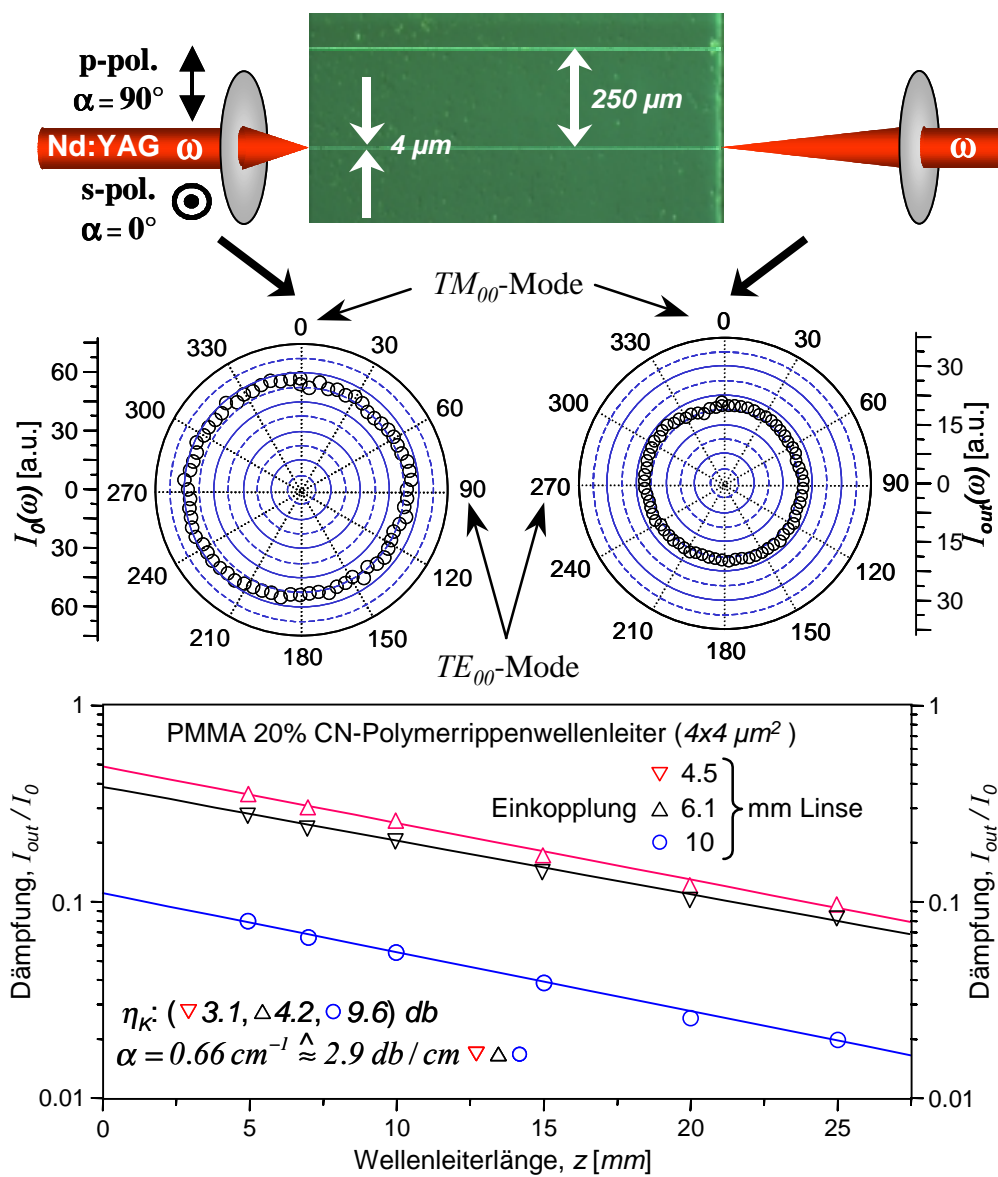 p-pol.
α = 90°
Nd:YAG ω
s-pol.
α = 0°
250 µm
4 µm
ω
TM00-Mode
0
30
60
90
120
150
180
210
240
270
300
330
60
30
0
30
60
I0(ω) [a.u.]
0
30
60
90
120
150
180
210
240
270
300
330
30
15
0
15
30
Iout(ω) [a.u.]
TE00-Mode
1
0.1
0.01
Dämpfung, Iout / I0
PMMA 20% CN-Polymerrippenwellenleiter (4x4 µm²)
▽ 4.5
Einkopplung △ 6.1 mm Linse
○ 10
ηK: (▽ 3.1, △ 4.2, ○ 9.6) db
α = 0.66 cm⁻¹ ≙ 2.9 db / cm ▽ △ ○
1
0.1
0.01
Dämpfung, Iout / I0
0 5 10 15 20 25
Wellenleiterlänge, z [mm]